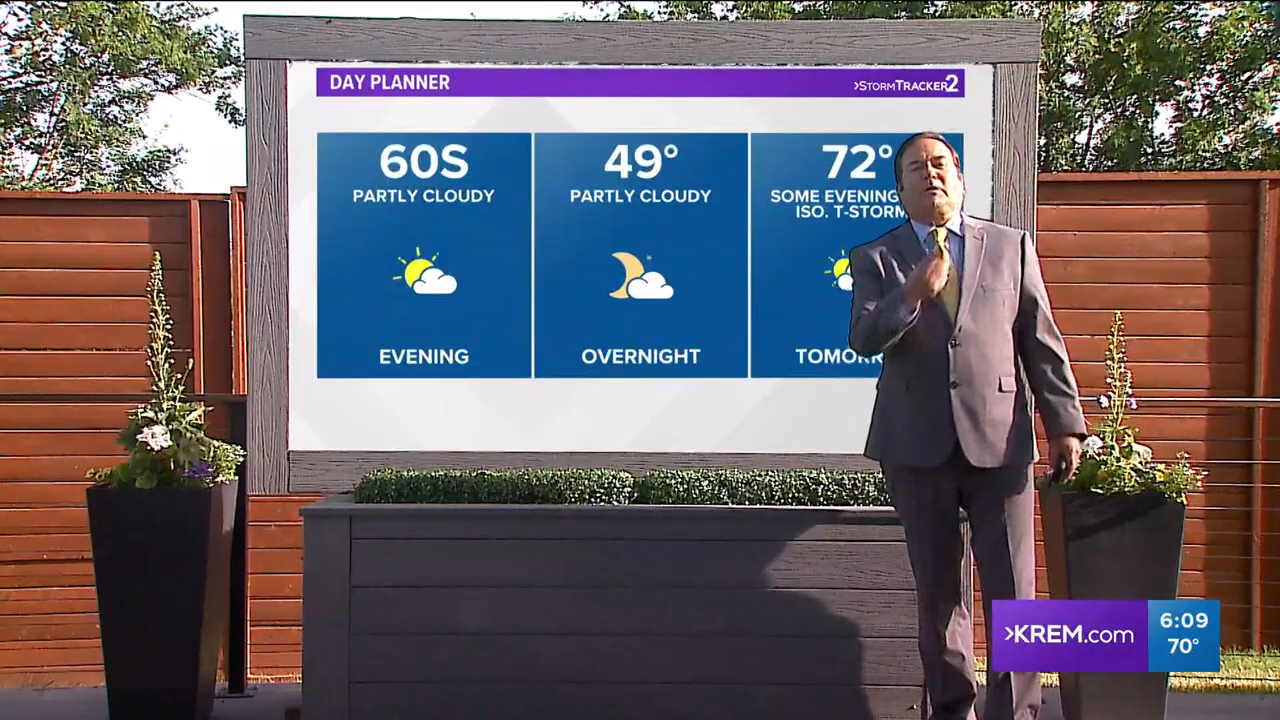 DAY PLANNER
>STORMTRACKER2
60S
PARTLY CLOUDY
EVENING
49°
PARTLY CLOUDY
OVERNIGHT
72°
SOME EVENING
ISO. T-STORM
>KREM.com
6:09
70°